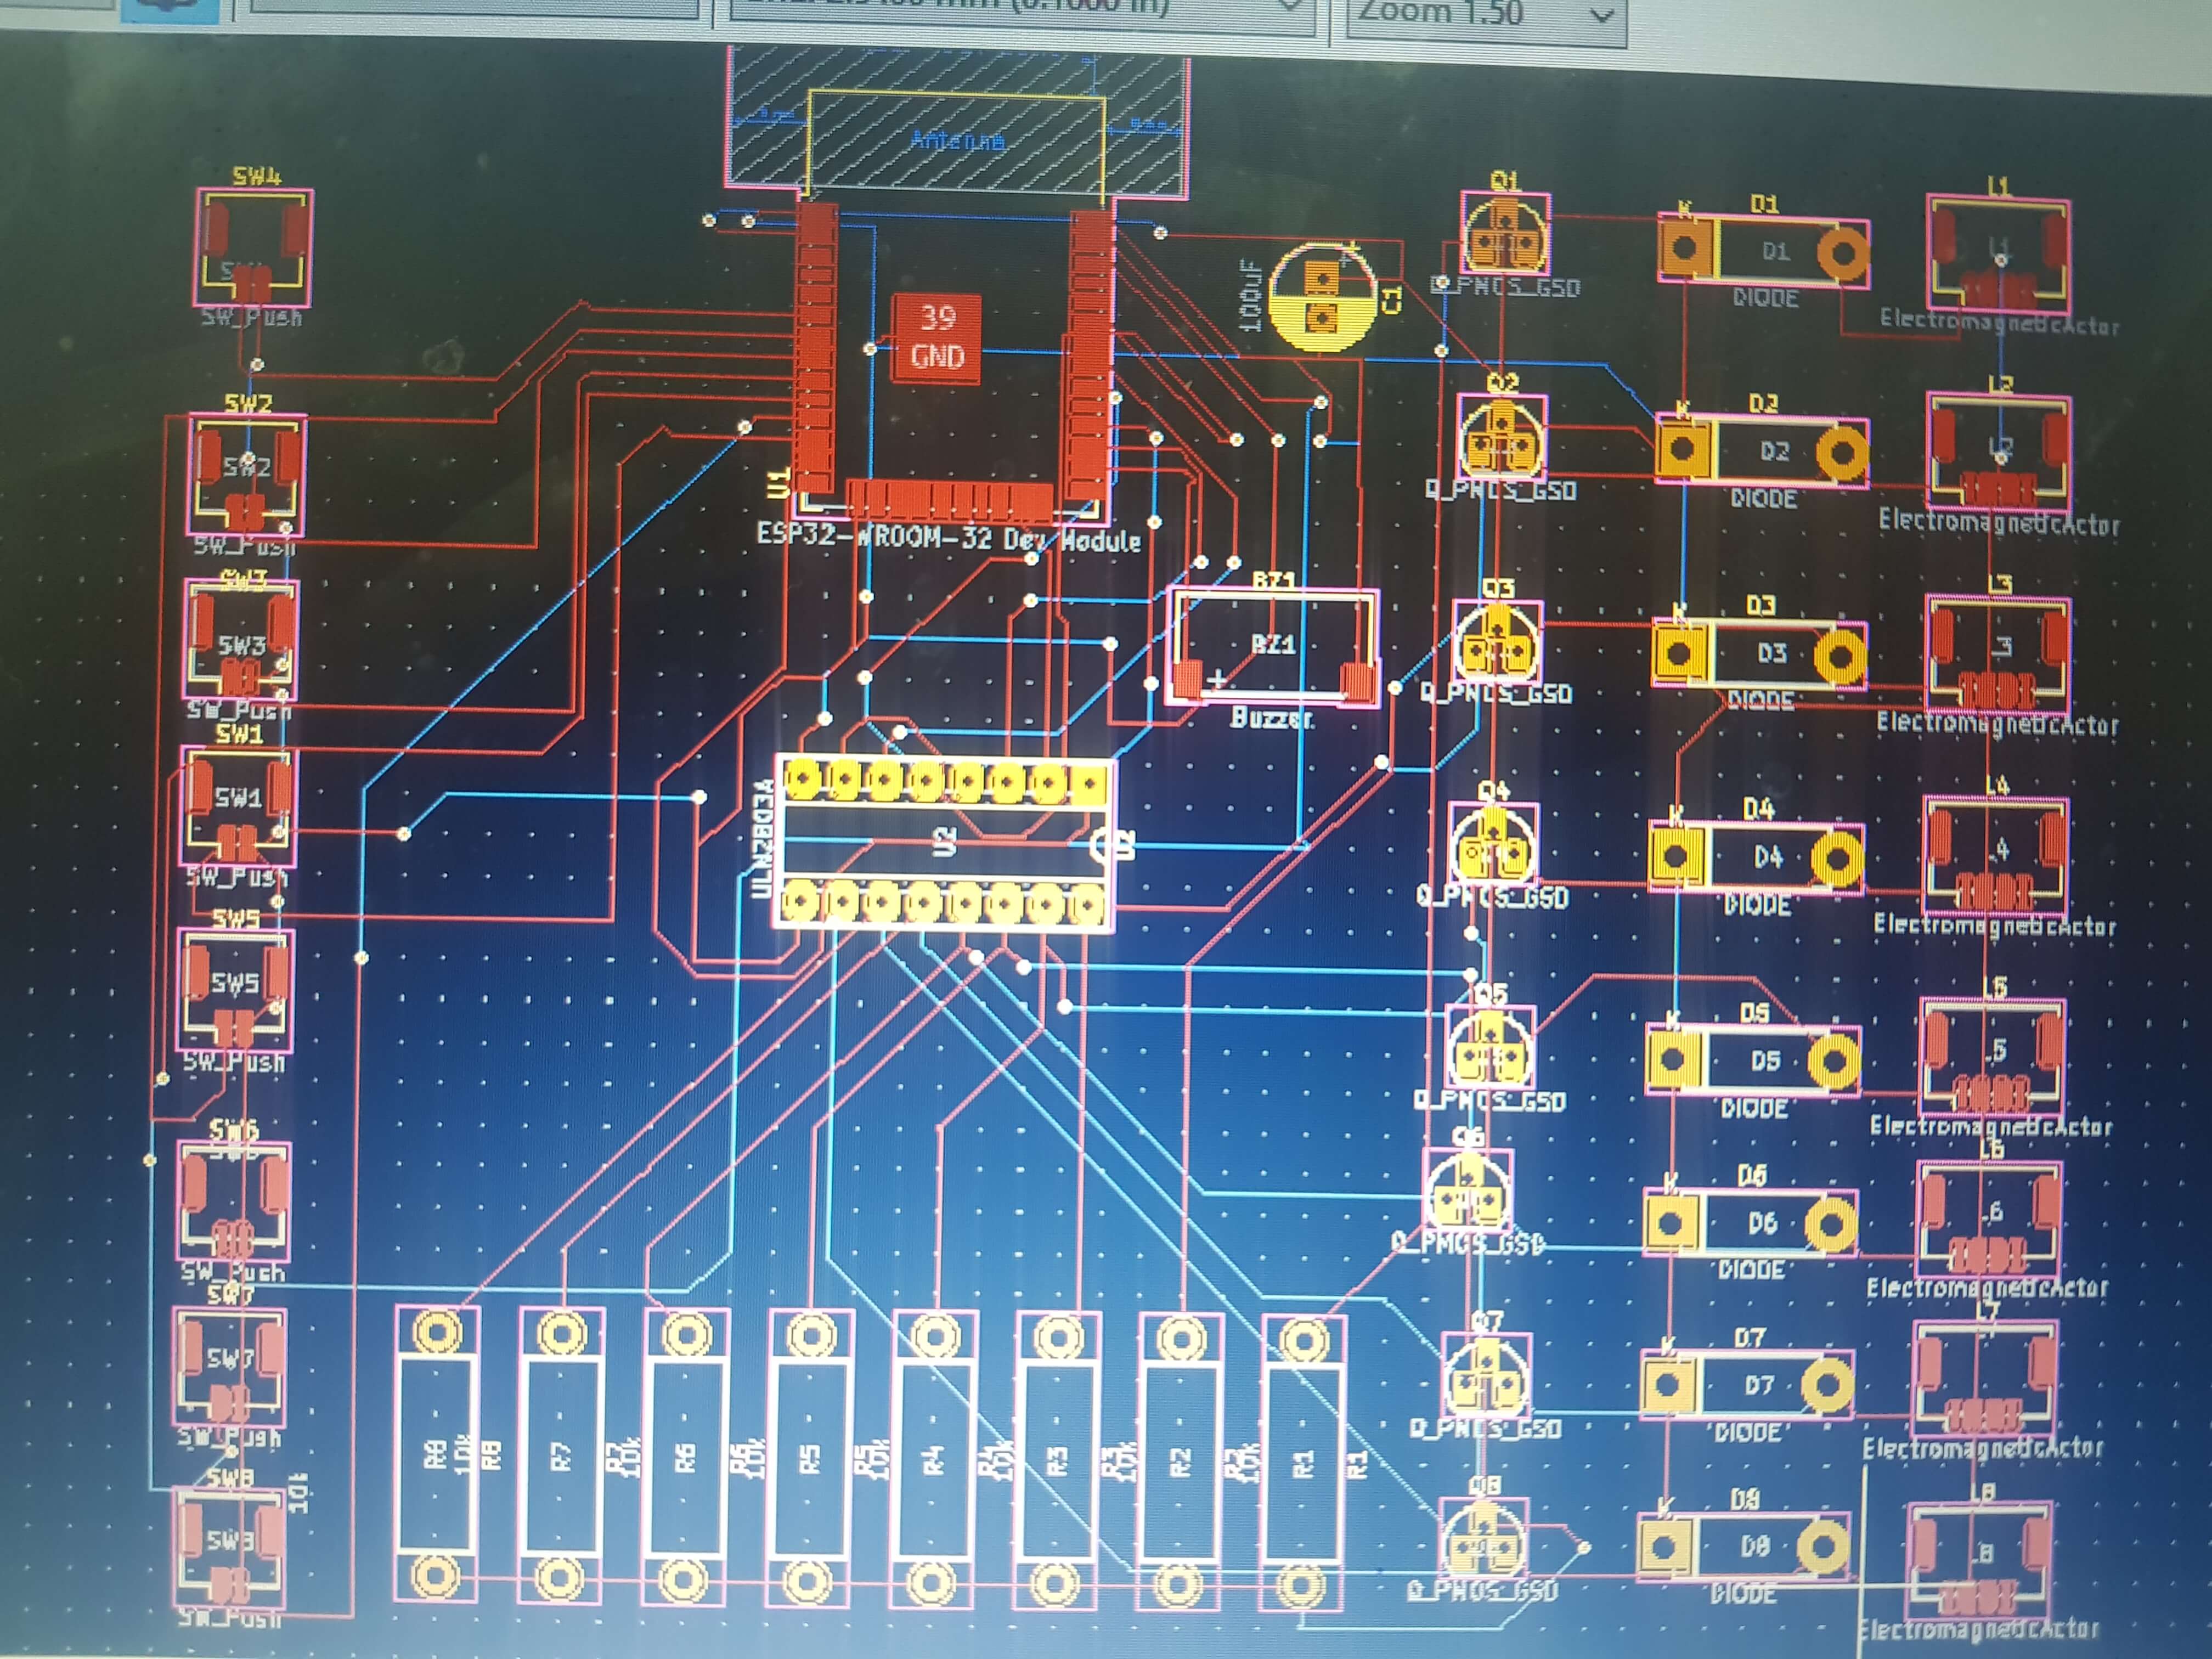 Zoom 1.50
Antenna
SW4
SW_Push
SW2
SW2
SW_Push
SW3
SW3
SW_Push
SW1
SW1
SW_Push
SW5
SW5
SW_Push
SW6
SW_Push
SW7
SW7
SW_Push
SW8
SW8
SW_Push
10k
39
GND
U1
ESP32-WROOM-32 Dev Module
100uF
C1
BZ1
BZ1
+
Buzzer
ULN2803A
U2
U2
R8
10k
R8
R7
R7
10k
R6
R6
10k
R5
R5
10k
R4
R4
10k
R3
R3
10k
R2
R2
10k
R1
R1
Q1
Q_PMOS_GSD
Q2
Q_PMOS_GSD
Q3
Q_PMOS_GSD
Q4
Q_PMOS_GSD
Q5
Q_PMOS_GSD
Q6
Q_PMOS_GSD
Q7
Q_PMOS_GSD
Q8
Q_PMOS_GSD
D1
K
D1
DIODE
D2
K
D2
DIODE
D3
K
D3
DIODE
D4
K
D4
DIODE
D5
K
D5
DIODE
D6
K
D6
DIODE
D7
K
D7
DIODE
D8
K
D8
DIODE
L1
L1
ElectromagneticActor
L2
L2
ElectromagneticActor
L3
ElectromagneticActor
L4
ElectromagneticActor
L5
ElectromagneticActor
L6
ElectromagneticActor
L7
ElectromagneticActor
L8
ElectromagneticActor